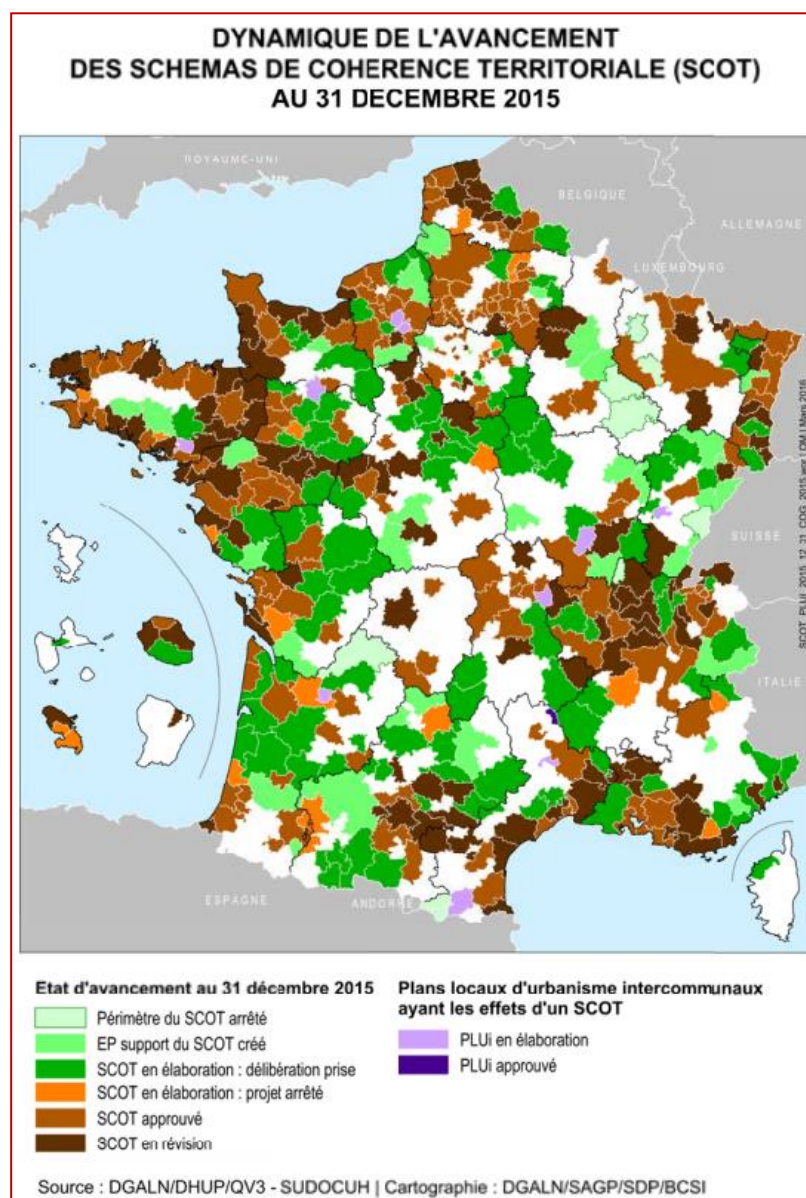 DYNAMIQUE DE L'AVANCEMENT
DES SCHEMAS DE COHERENCE TERRITORIALE (SCOT)
AU 31 DECEMBRE 2015
ROYAUMC-UNI
BELGIQUE
ALLEMAGNE
LUXEMBOURG
SUISSE
ITALIE
ESPAGNE
ANDORRE
Etat d'avancement au 31 décembre 2015
Périmètre du SCOT arrêté
EP support du SCOT créé
SCOT en élaboration : délibération prise
SCOT en élaboration : projet arrêté
SCOT approuvé
SCOT en révision
Plans locaux d'urbanisme intercommunaux
ayant les effets d'un SCOT
PLUi en élaboration
PLUi approuvé
Source : DGALN/DHUP/QV3 - SUDOCUH | Cartographie : DGALN/SAGP/SDP/BCSI